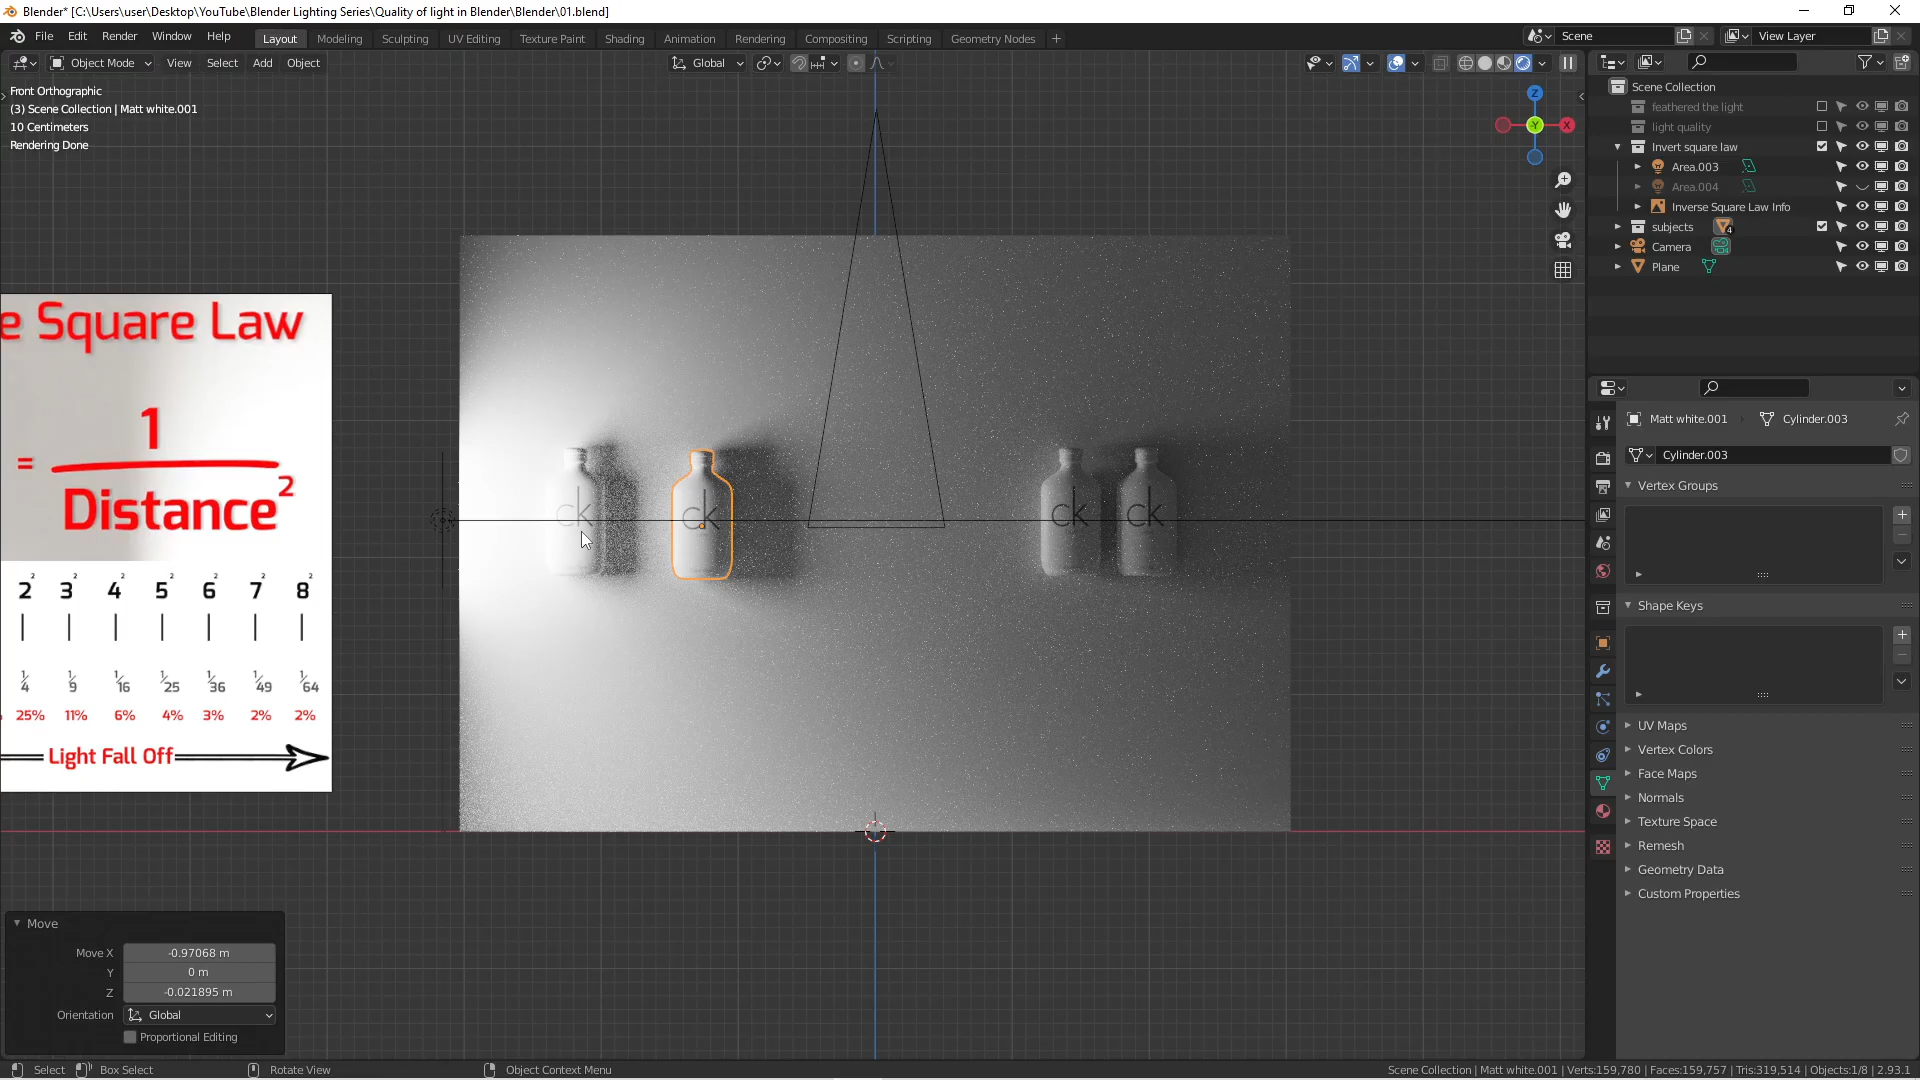 Blender* [C:\Users\user\Desktop\YouTube\Blender Lighting Series\Quality of light in Blender\Blender\01.blend]
File Edit Render Window Help Layout Modeling Sculpting UV Editing Texture Paint Shading Animation Rendering Compositing Scripting Geometry Nodes + Scene View Layer
Object Mode View Select Add Object Global
Front Orthographic
(3) Scene Collection | Matt white.001
10 Centimeters
Rendering Done
Z
Y
X
Scene Collection
feathered the light
light quality
Invert square law
Area.003
Area.004
Inverse Square Law Info
subjects 4
Camera
Plane
e Square Law
= 1
Distance²
2² 3² 4² 5² 6² 7² 8²
1/4 1/9 1/16 1/25 1/36 1/49 1/64
25% 11% 6% 4% 3% 2% 2%
Light Fall Off
ck ck ck ck
Matt white.001 Cylinder.003
Cylinder.003
Vertex Groups
Shape Keys
UV Maps
Vertex Colors
Face Maps
Normals
Texture Space
Remesh
Geometry Data
Custom Properties
Move
Move X -0.97068 m
Y 0 m
Z -0.021895 m
Orientation Global
Proportional Editing
Select Box Select Rotate View Object Context Menu
Scene Collection | Matt white.001 | Verts:159,780 | Faces:159,757 | Tris:319,514 | Objects:1/8 | 2.93.1